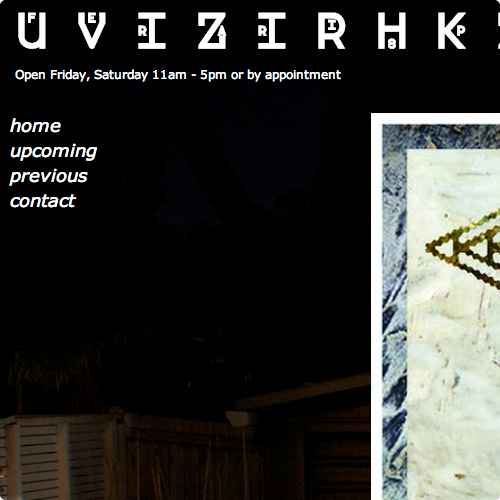 UVIZIRHK
Open Friday, Saturday 11am - 5pm or by appointment
home
upcoming
previous
contact